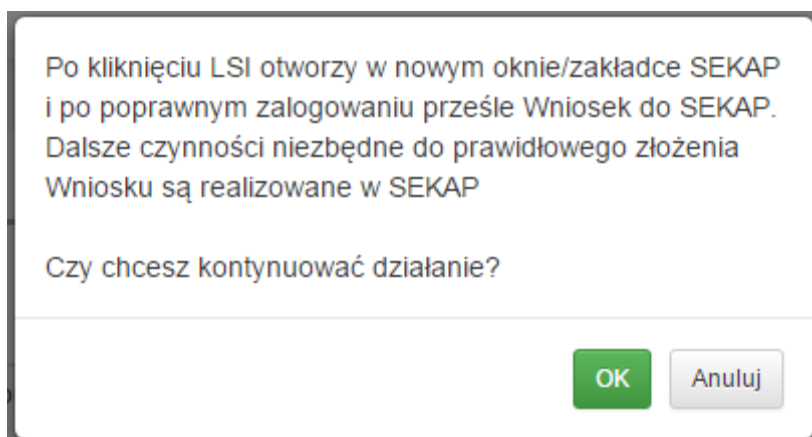 Po kliknięciu LSI otworzy w nowym oknie/zakładce SEKAP
i po poprawnym zalogowaniu prześle Wniosek do SEKAP.
Dalsze czynności niezbędne do prawidłowego złożenia
Wniosku są realizowane w SEKAP
Czy chcesz kontynuować działanie?
OK
Anuluj